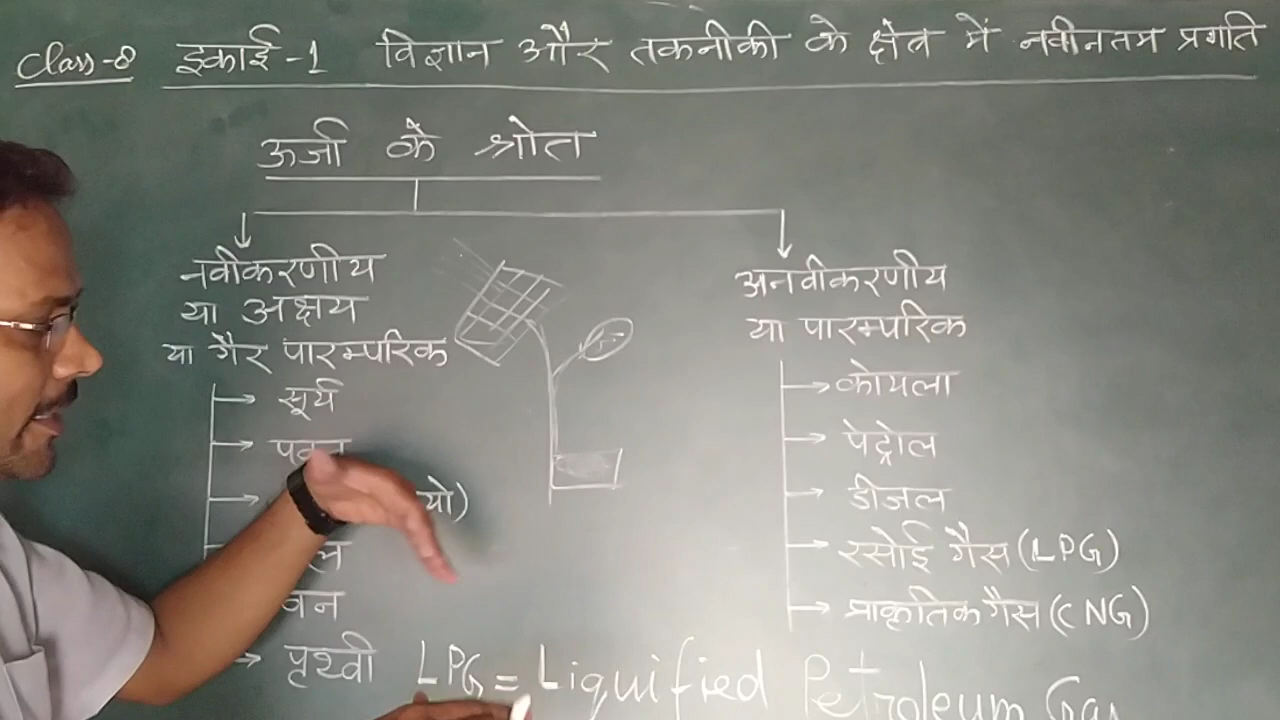 Class-8 इकाई-1 विज्ञान और तकनीकी के क्षेत्र में नवीनतम प्रगति
ऊर्जा के श्रोत
नवीकरणीय
या अक्षय
या गैर पारम्परिक
सूर्य
पवन
यो)
ल
वन
पृथ्वी
अनवीकरणीय
या पारम्परिक
कोयला
पेट्रोल
डीजल
रसोई गैस (LPG)
प्राकृतिक गैस (CNG)
LPG = Liquified Petroleum Gas